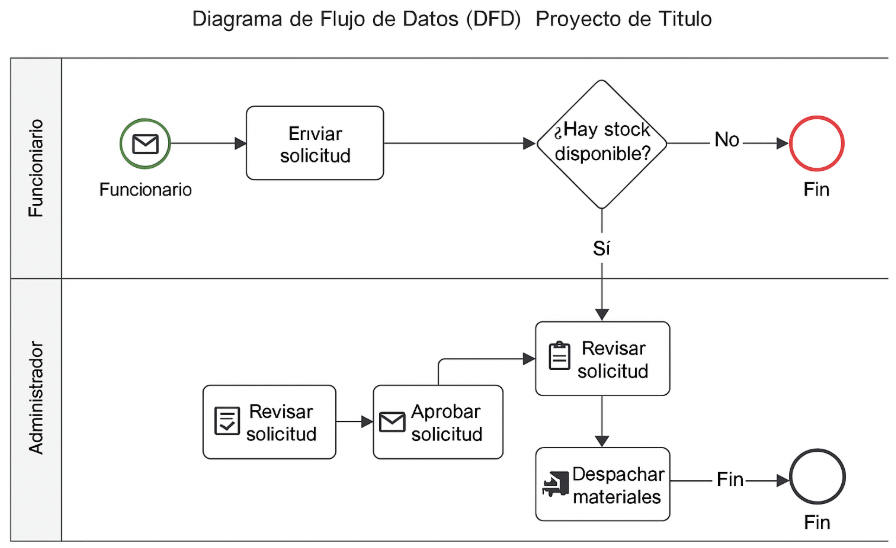 Diagrama de Flujo de Datos (DFD) Proyecto de Titulo
Funcioniario
Funcionario
Enviar
solicitud
¿Hay stock
disponible?
No
Fin
Sí
Administrador
Revisar
solicitud
Aprobar
solicitud
Revisar
solicitud
Despachar
materiales
Fin
Fin